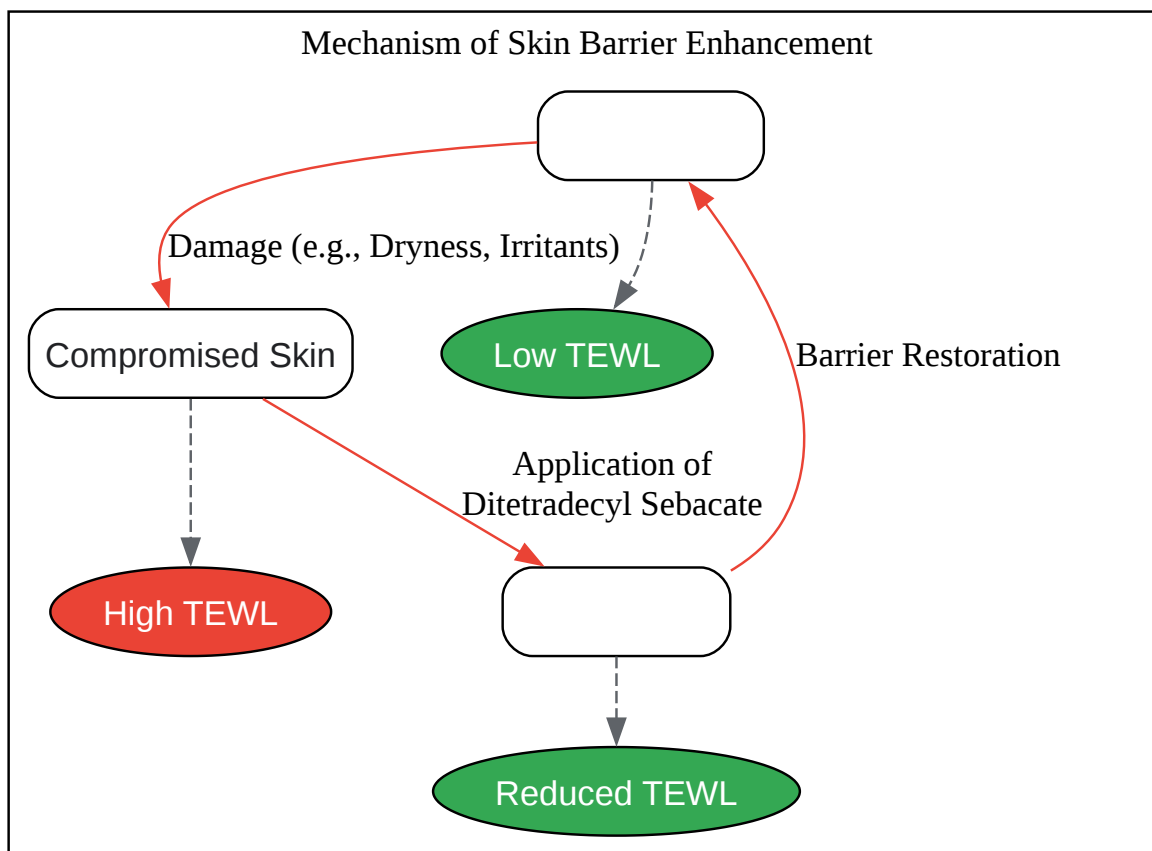 Mechanism of Skin Barrier Enhancement
Damage (e.g., Dryness, Irritants)
Compromised Skin
Low TEWL
Barrier Restoration
Application of
Ditetradecyl Sebacate
High TEWL
Reduced TEWL